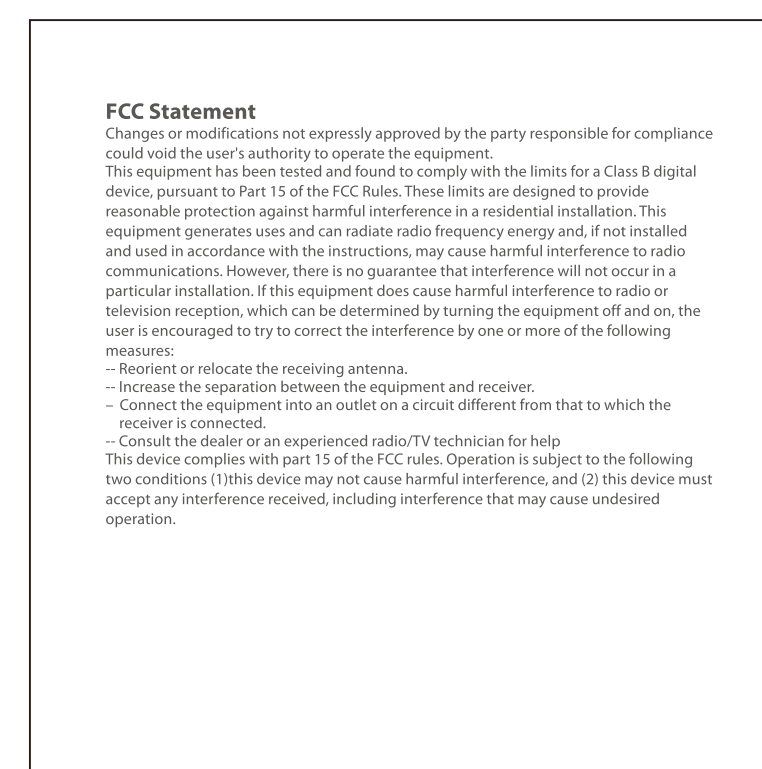 FCC Statement
Changes or modifications not expressly approved by the party responsible for compliance
could void the user's authority to operate the equipment.
This equipment has been tested and found to comply with the limits for a Class B digital
device, pursuant to Part 15 of the FCC Rules. These limits are designed to provide
reasonable protection against harmful interference in a residential installation. This
equipment generates uses and can radiate radio frequency energy and, if not installed
and used in accordance with the instructions, may cause harmful interference to radio
communications. However, there is no guarantee that interference will not occur in a
particular installation. If this equipment does cause harmful interference to radio or
television reception, which can be determined by turning the equipment off and on, the
user is encouraged to try to correct the interference by one or more of the following
measures:
-- Reorient or relocate the receiving antenna.
-- Increase the separation between the equipment and receiver.
– Connect the equipment into an outlet on a circuit different from that to which the
receiver is connected.
-- Consult the dealer or an experienced radio/TV technician for help
This device complies with part 15 of the FCC rules. Operation is subject to the following
two conditions (1)this device may not cause harmful interference, and (2) this device must
accept any interference received, including interference that may cause undesired
operation.